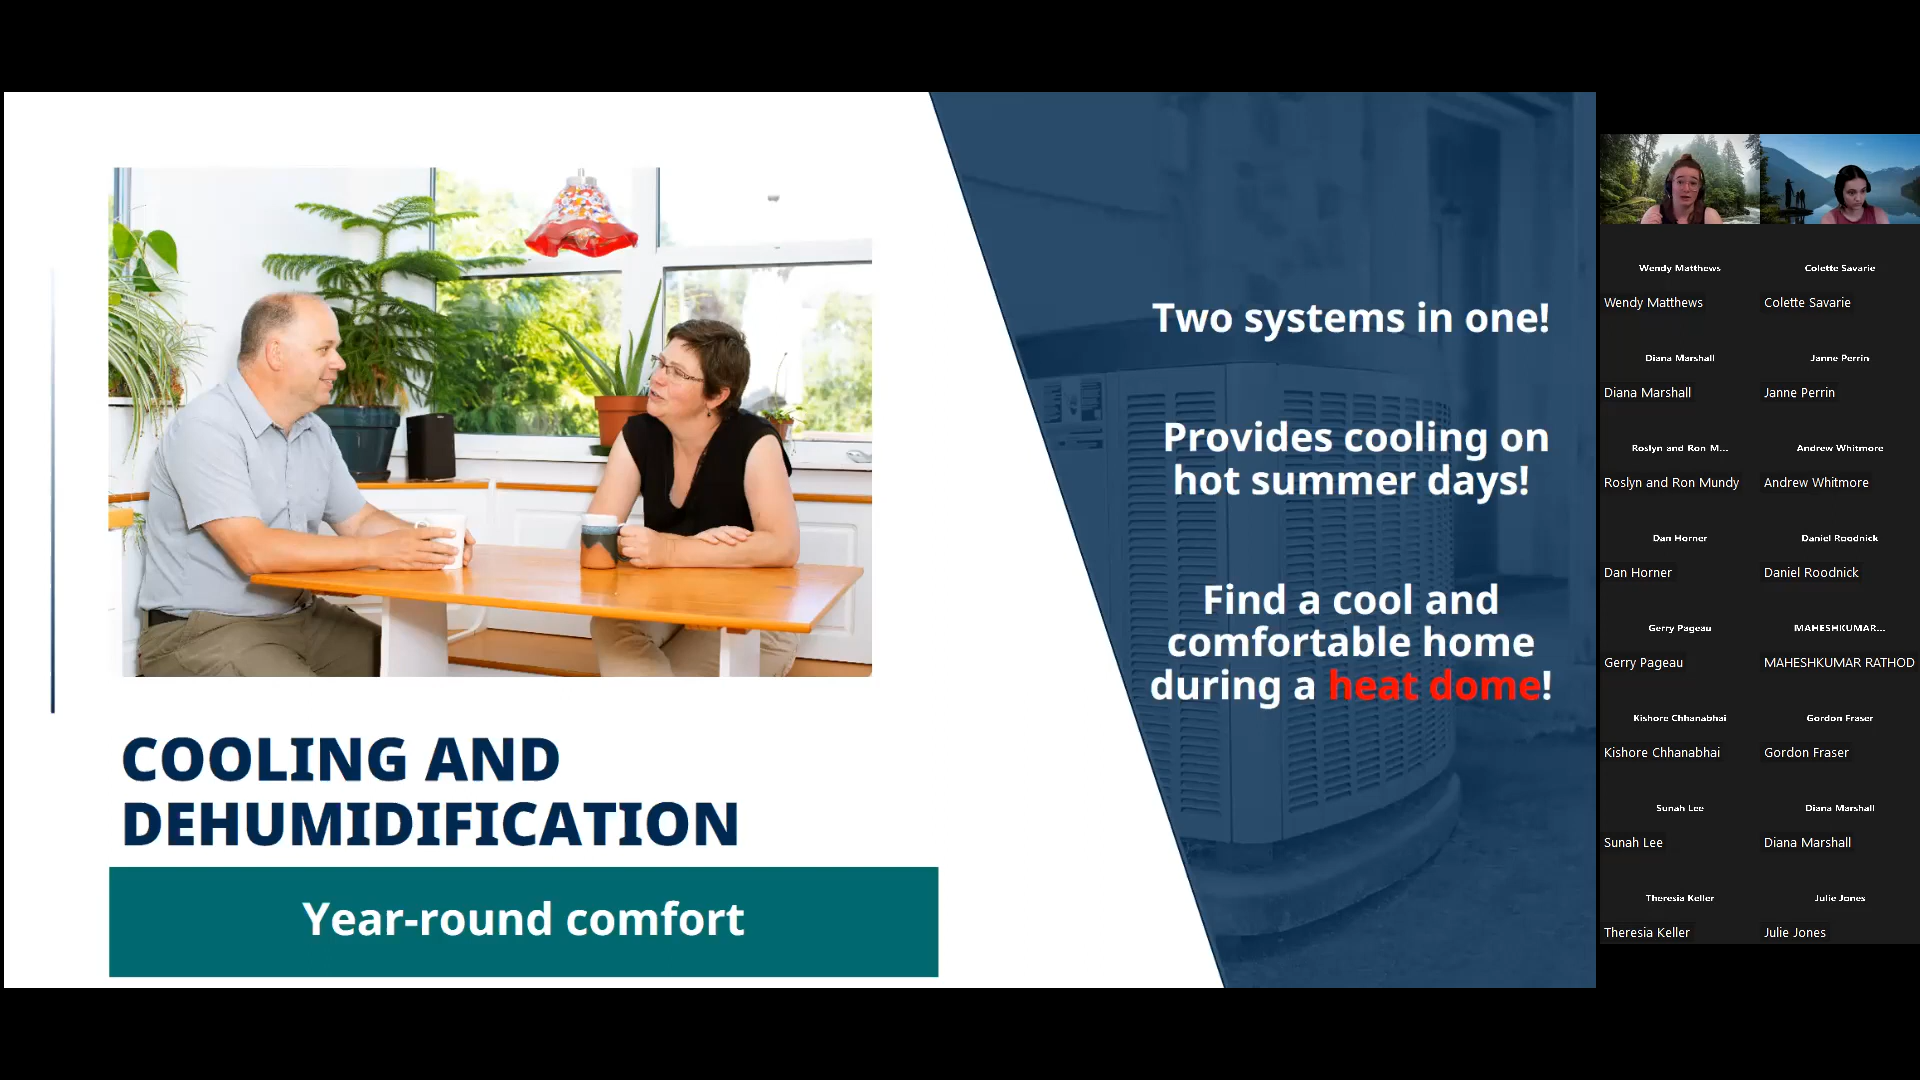 Two systems in one!
Provides cooling on
hot summer days!
Find a cool and
comfortable home
during a heat dome!
COOLING AND
DEHUMIDIFICATION
Year-round comfort
Wendy Matthews
Colette Savarie
Wendy Matthews
Colette Savarie
Diana Marshall
Janne Perrin
Diana Marshall
Janne Perrin
Roslyn and Ron M...
Andrew Whitmore
Roslyn and Ron Mundy
Andrew Whitmore
Dan Horner
Daniel Roodnick
Dan Horner
Daniel Roodnick
Gerry Pageau
MAHESHKUMAR...
Gerry Pageau
MAHESHKUMAR RATHOD
Kishore Chhanabhai
Gordon Fraser
Kishore Chhanabhai
Gordon Fraser
Sunah Lee
Diana Marshall
Sunah Lee
Diana Marshall
Theresia Keller
Julie Jones
Theresia Keller
Julie Jones